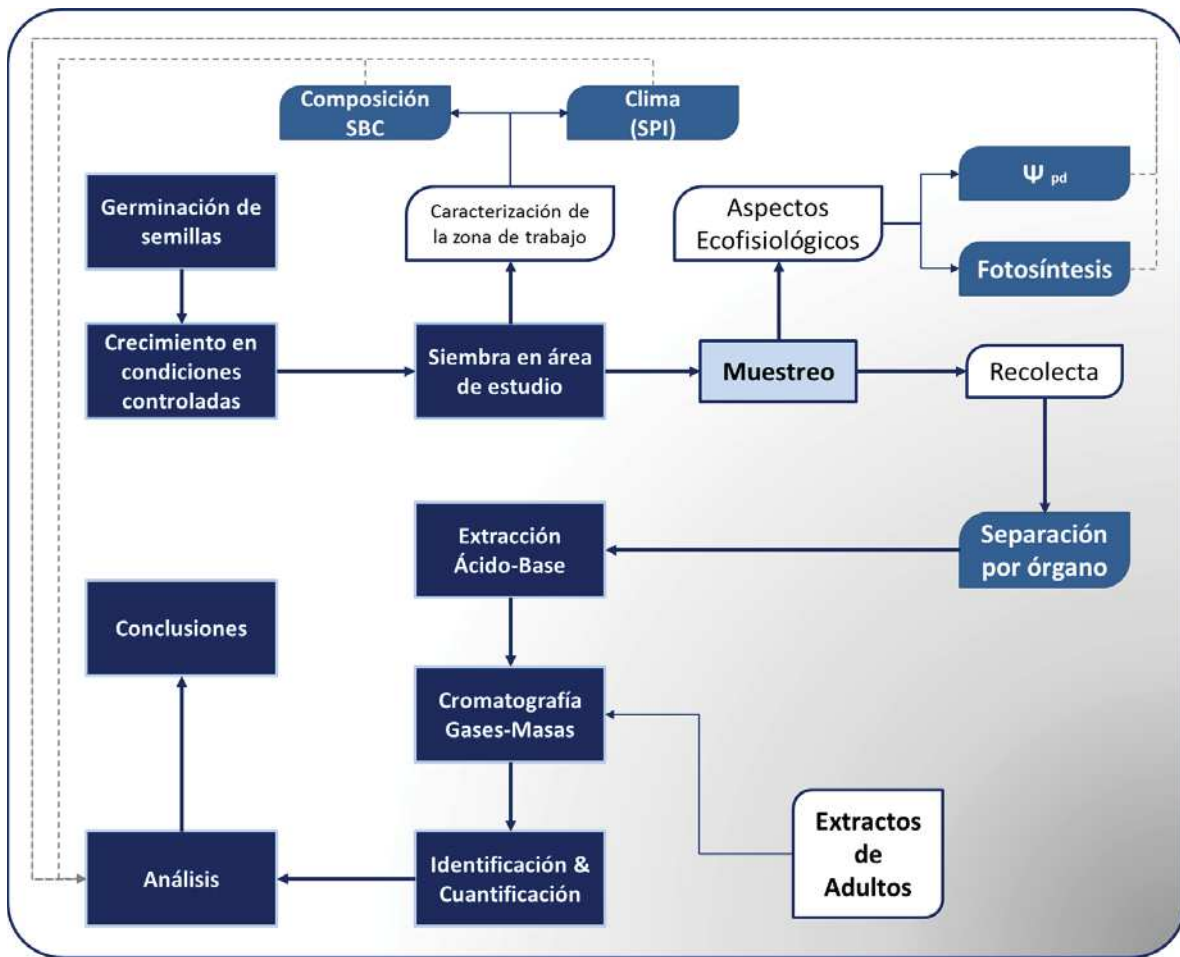 Composición
SBC
Clima
(SPI)
Germinación de
semillas
Caracterización de
la zona de trabajo
Aspectos
Ecofisiológicos
Ψ pd
Fotosíntesis
Crecimiento en
condiciones
controladas
Siembra en área
de estudio
Muestreo
Recolecta
Extracción
Ácido-Base
Separación
por órgano
Conclusiones
Cromatografía
Gases-Masas
Extractos
de
Adultos
Análisis
Identificación &
Cuantificación